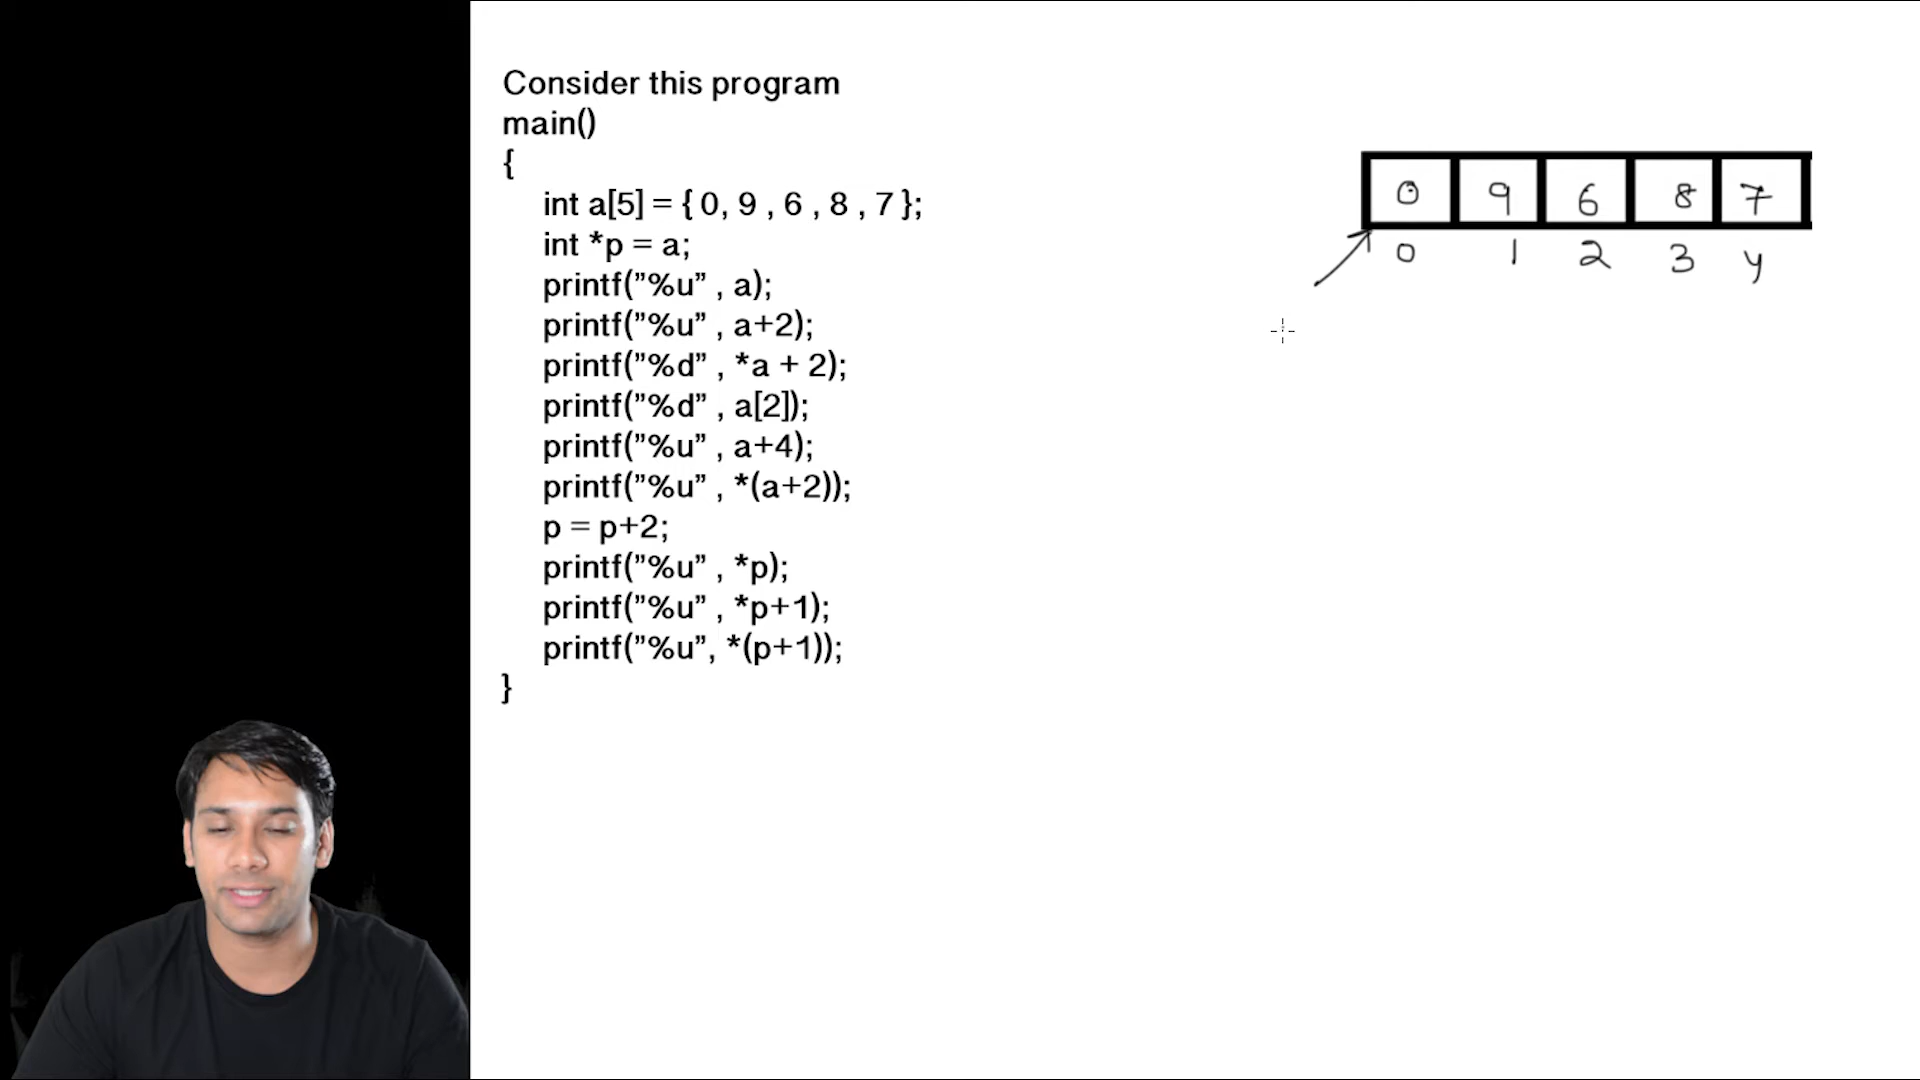 Consider this program
main()
{
int a[5] = { 0, 9 , 6 , 8 , 7 };
int *p = a;
printf(”%u” , a);
printf(”%u” , a+2);
printf(”%d” , *a + 2);
printf(”%d” , a[2]);
printf(”%u” , a+4);
printf(”%u” , *(a+2));
p = p+2;
printf(”%u” , *p);
printf(”%u” , *p+1);
printf(”%u”, *(p+1));
}
0 9 6 8 7
0 1 2 3 4